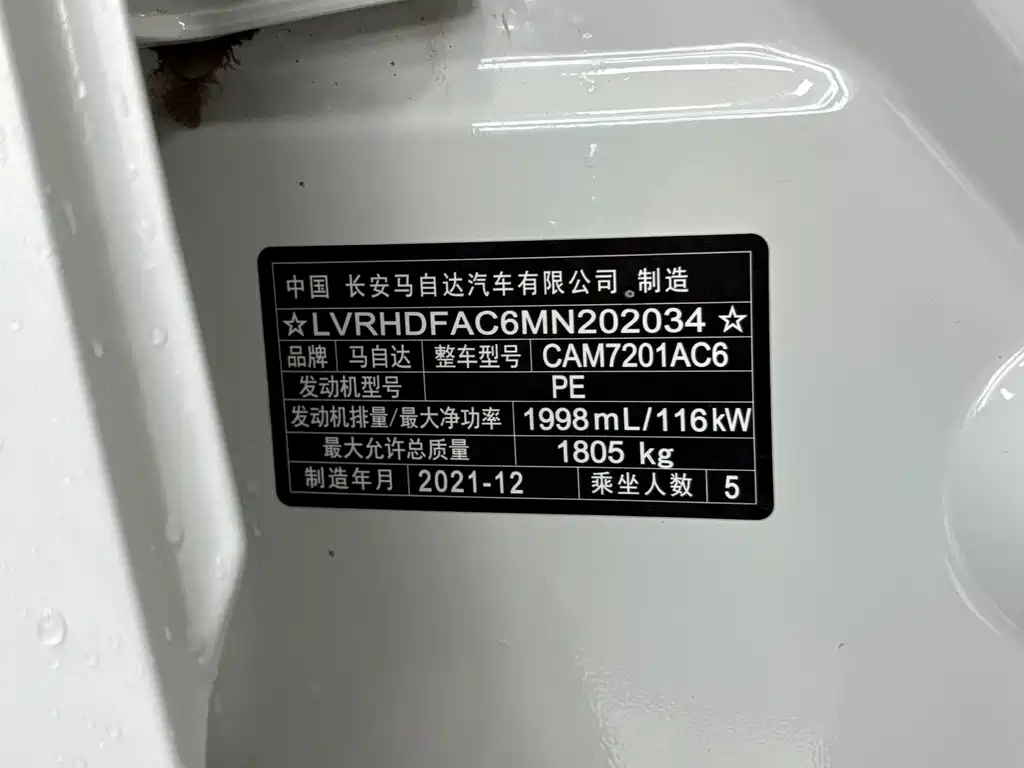 中国 长安马自达汽车有限公司 制造
☆LVRHDFAC6MN202034☆
品牌 马自达 整车型号 CAM7201AC6
发动机型号 PE
发动机排量/最大净功率 1998mL/116kW
最大允许总质量 1805 kg
制造年月 2021-12 乘坐人数 5